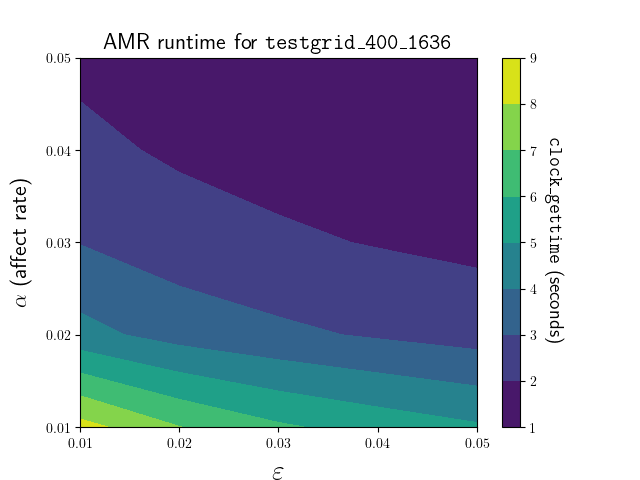 AMR runtime for testgrid_400_1636
0.05
0.04
0.03
0.02
0.01
α (affect rate)
0.01 0.02 0.03 0.04 0.05
ε
9
8
7
6
5
4
3
2
1
clock_gettime (seconds)